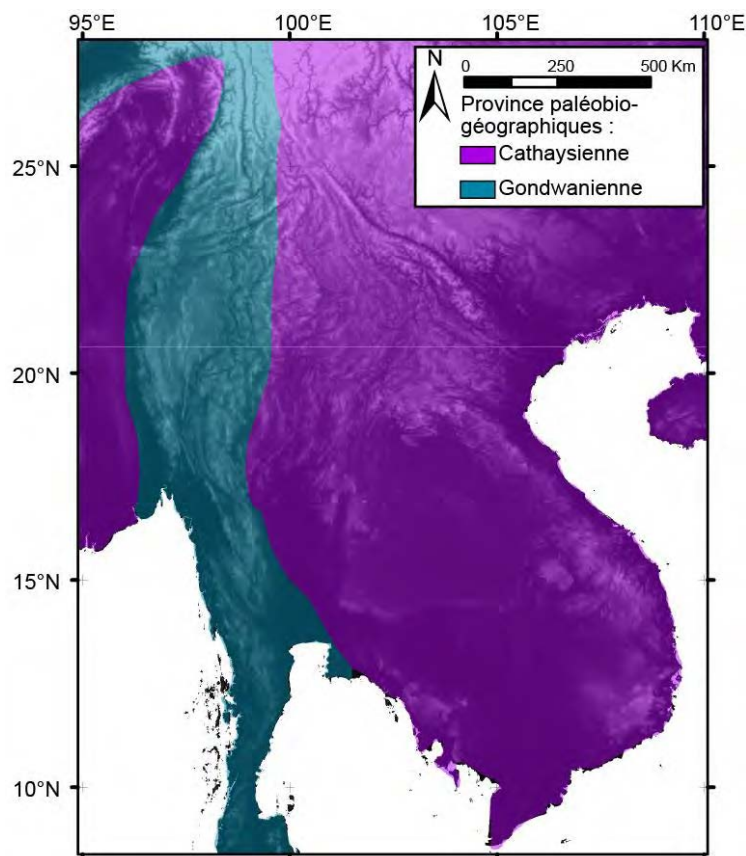 95°E 100°E 105°E 110°E
N 0 250 500 Km
Province paléobio-
géographiques :
Cathaysienne
Gondwanienne
25°N
20°N
15°N
10°N